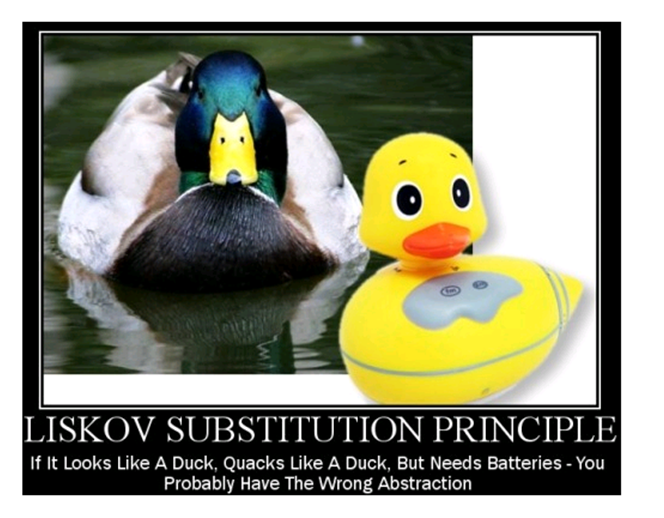 LISKOV SUBSTITUTION PRINCIPLE
If It Looks Like A Duck, Quacks Like A Duck, But Needs Batteries - You
Probably Have The Wrong Abstraction